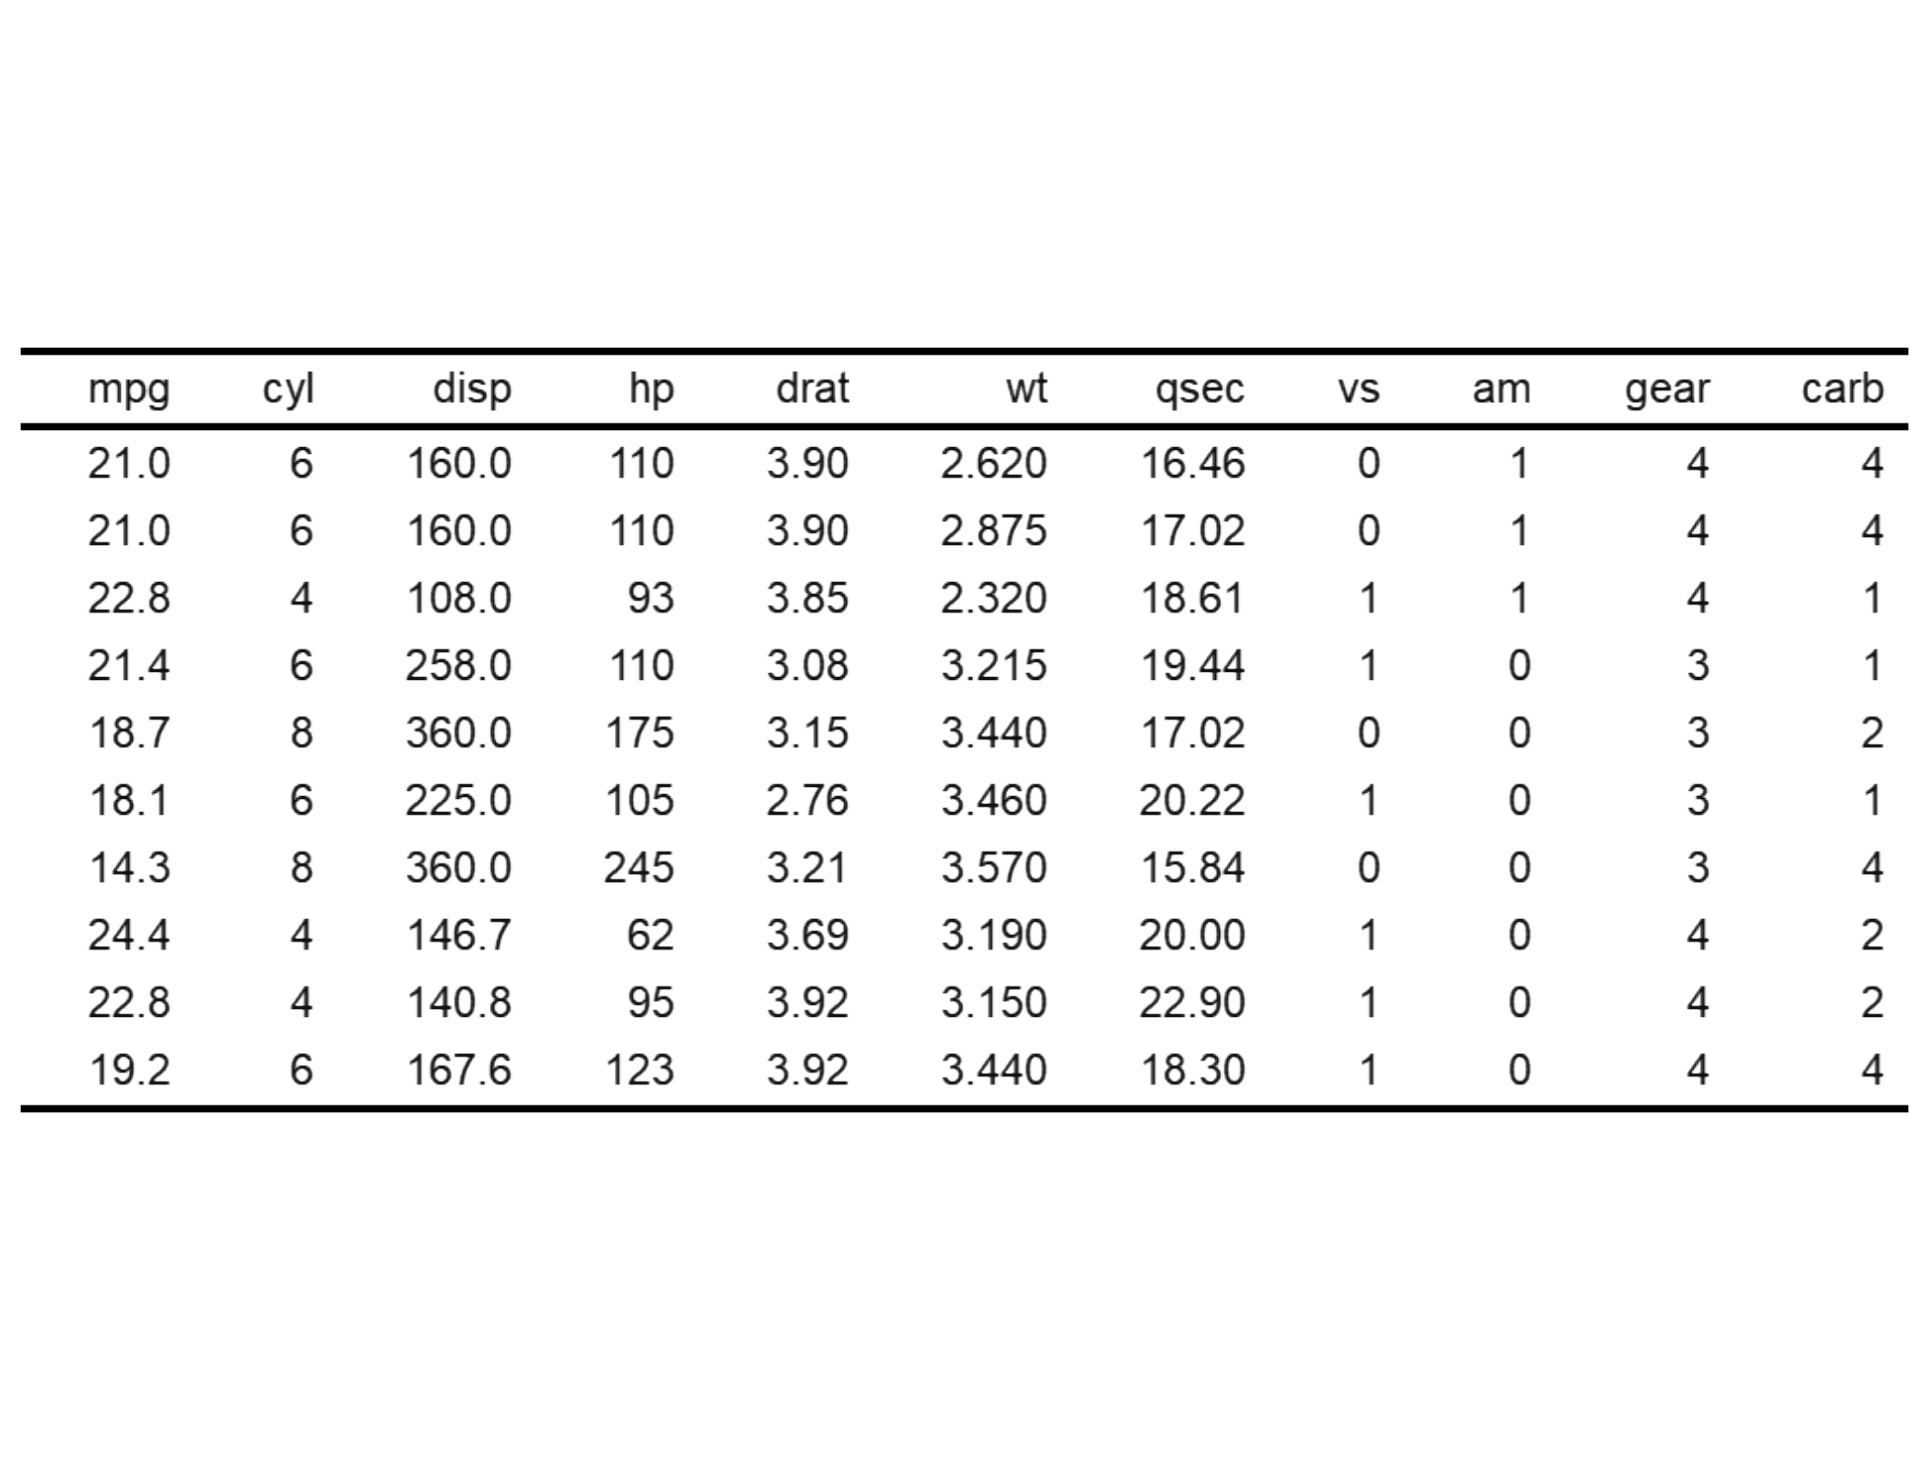 mpg cyl disp hp drat wt qsec vs am gear carb
21.0 6 160.0 110 3.90 2.620 16.46 0 1 4 4
21.0 6 160.0 110 3.90 2.875 17.02 0 1 4 4
22.8 4 108.0 93 3.85 2.320 18.61 1 1 4 1
21.4 6 258.0 110 3.08 3.215 19.44 1 0 3 1
18.7 8 360.0 175 3.15 3.440 17.02 0 0 3 2
18.1 6 225.0 105 2.76 3.460 20.22 1 0 3 1
14.3 8 360.0 245 3.21 3.570 15.84 0 0 3 4
24.4 4 146.7 62 3.69 3.190 20.00 1 0 4 2
22.8 4 140.8 95 3.92 3.150 22.90 1 0 4 2
19.2 6 167.6 123 3.92 3.440 18.30 1 0 4 4